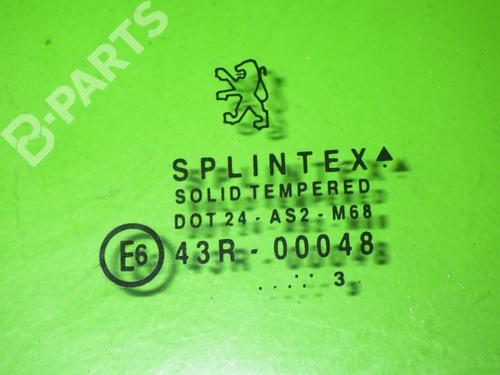 B-PARTS
SPLINTEX
SOLID TEMPERED
DOT 24 - AS2 - M68
E6 43R - 00048
..... 3.